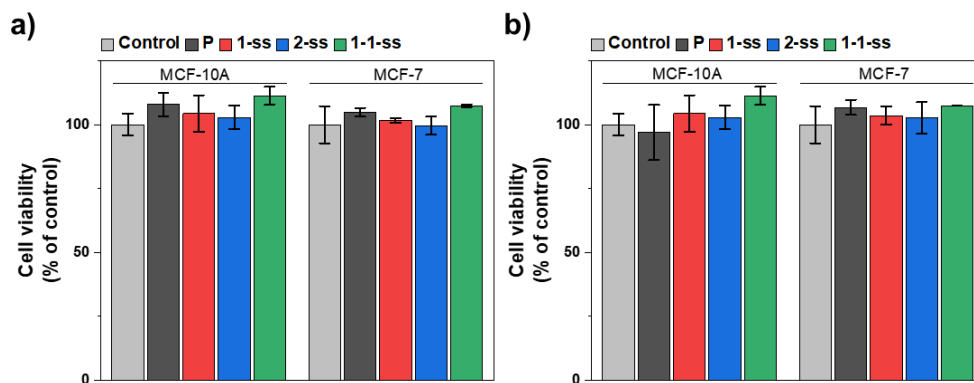 a)
Control P 1-ss 2-ss 1-1-ss
MCF-10A MCF-7
Cell viability
(% of control)
100
50
0
b)
Control P 1-ss 2-ss 1-1-ss
MCF-10A MCF-7
Cell viability
(% of control)
100
50
0